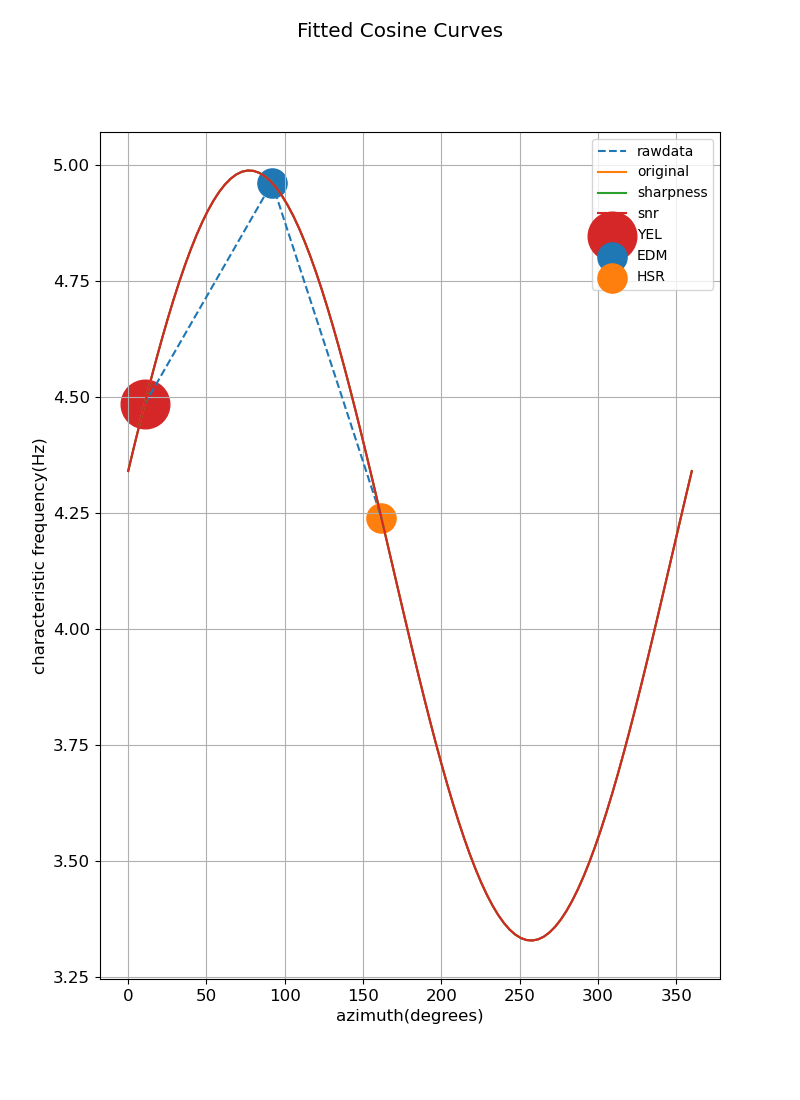 Fitted Cosine Curves
rawdata
original
sharpness
snr
YEL
EDM
HSR
characteristic frequency(Hz)
5.00
4.75
4.50
4.25
4.00
3.75
3.50
3.25
0 50 100 150 200 250 300 350
azimuth(degrees)